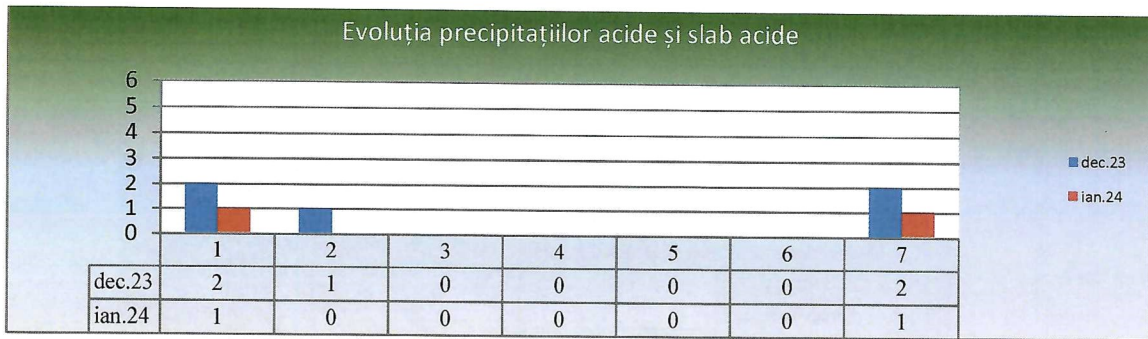 Evoluția precipitațiilor acide și slab acide
6
5
4
3
2
1
0
dec.23
ian.24
1 2 3 4 5 6 7
dec.23 2 1 0 0 0 0 2
ian.24 1 0 0 0 0 0 1